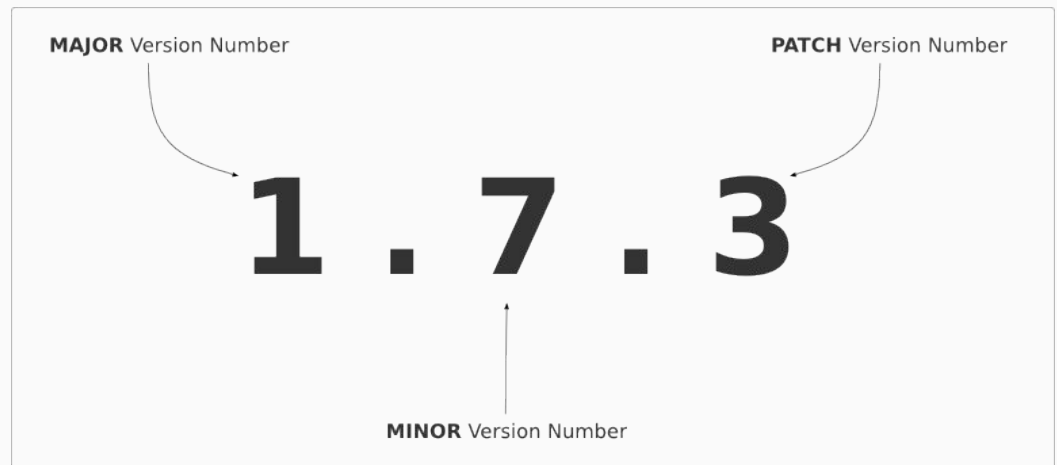 MAJOR Version Number
PATCH Version Number
1 . 7 . 3
MINOR Version Number